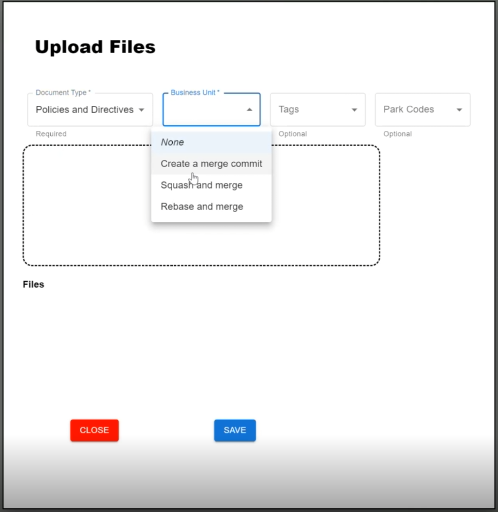 Upload Files
Document Type *
Business Unit *
Policies and Directives
Tags
Park Codes
Required
Optional
Optional
None
Create a merge commit
Squash and merge
Rebase and merge
Files
CLOSE
SAVE